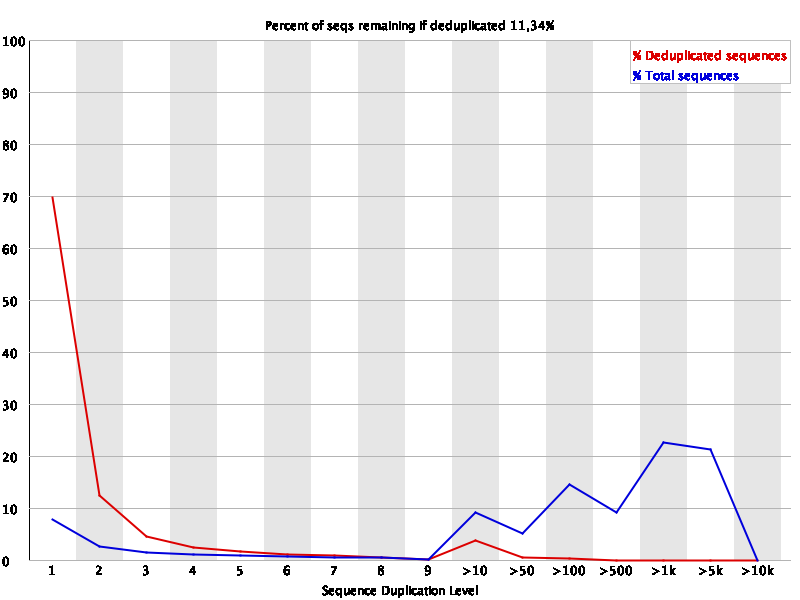 Percent of seqs remaining if deduplicated 11,34%
% Deduplicated sequences
% Total sequences
100
90
80
70
60
50
40
30
20
10
0
1 2 3 4 5 6 7 8 9 >10 >50 >100 >500 >1k >5k >10k
Sequence Duplication Level